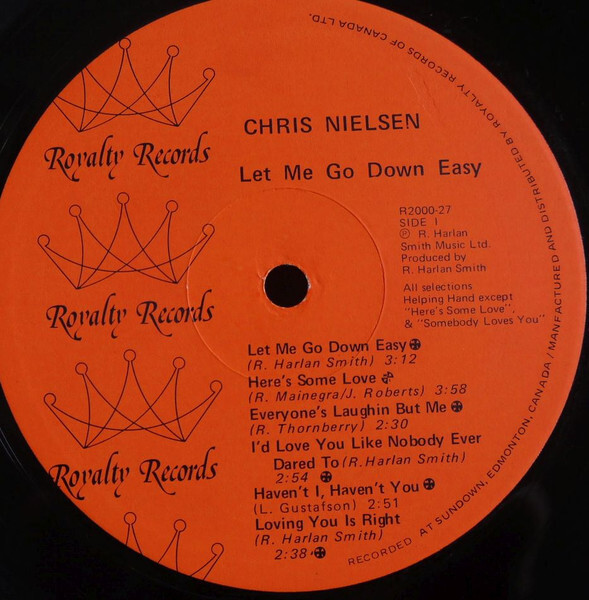 Royalty Records
Royalty Records
Royalty Records
CHRIS NIELSEN
Let Me Go Down Easy
R2000-27
SIDE I
℗ R. Harlan
Smith Music Ltd.
Produced by
R. Harlan Smith
All selections
Helping Hand except
"Here's Some Love",
& "Somebody Loves You"
Let Me Go Down Easy
(R. Harlan Smith) 3:12
Here's Some Love
(R. Mainegra/J. Roberts) 3:58
Everyone's Laughin But Me
(R. Thornberry) 2:30
I'd Love You Like Nobody Ever
Dared To (R.Harlan Smith)
2:54
Haven't I, Haven't You
(L. Gustafson) 2:51
Loving You Is Right
(R. Harlan Smith)
2:38
RECORDED AT SUNDOWN, EDMONTON, CANADA / MANFACTURED AND DISTRIBUTED BY ROYALTY RECORDS OF CANADA LTD.